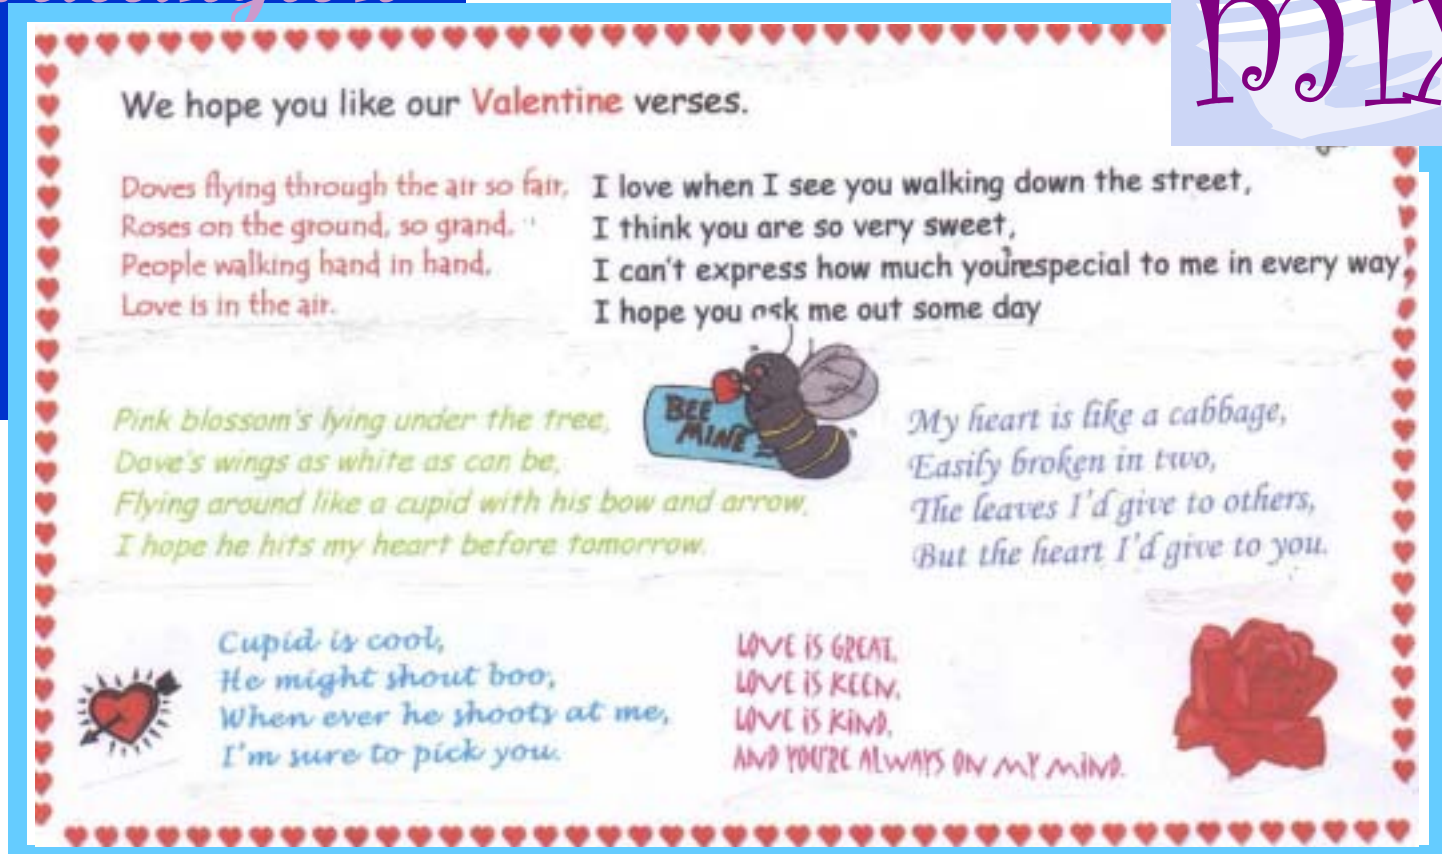 We hope you like our Valentine verses.
Doves flying through the air so fair,
Roses on the ground, so grand,
People walking hand in hand,
Love is in the air.
I love when I see you walking down the street,
I think you are so very sweet,
I can't express how much you'respecial to me in every way,
I hope you ask me out some day
Pink blossom's lying under the tree,
Dove's wings as white as can be,
Flying around like a cupid with his bow and arrow,
I hope he hits my heart before tomorrow.
BEE
MINE
My heart is like a cabbage,
Easily broken in two,
The leaves I'd give to others,
But the heart I'd give to you.
Cupid is cool,
He might shout boo,
When ever he shoots at me,
I'm sure to pick you.
LOVE iS GREAT,
LOVE iS KEEN,
LOVE iS KiND,
AND YOU'RE ALWAYS ON MY MiND.